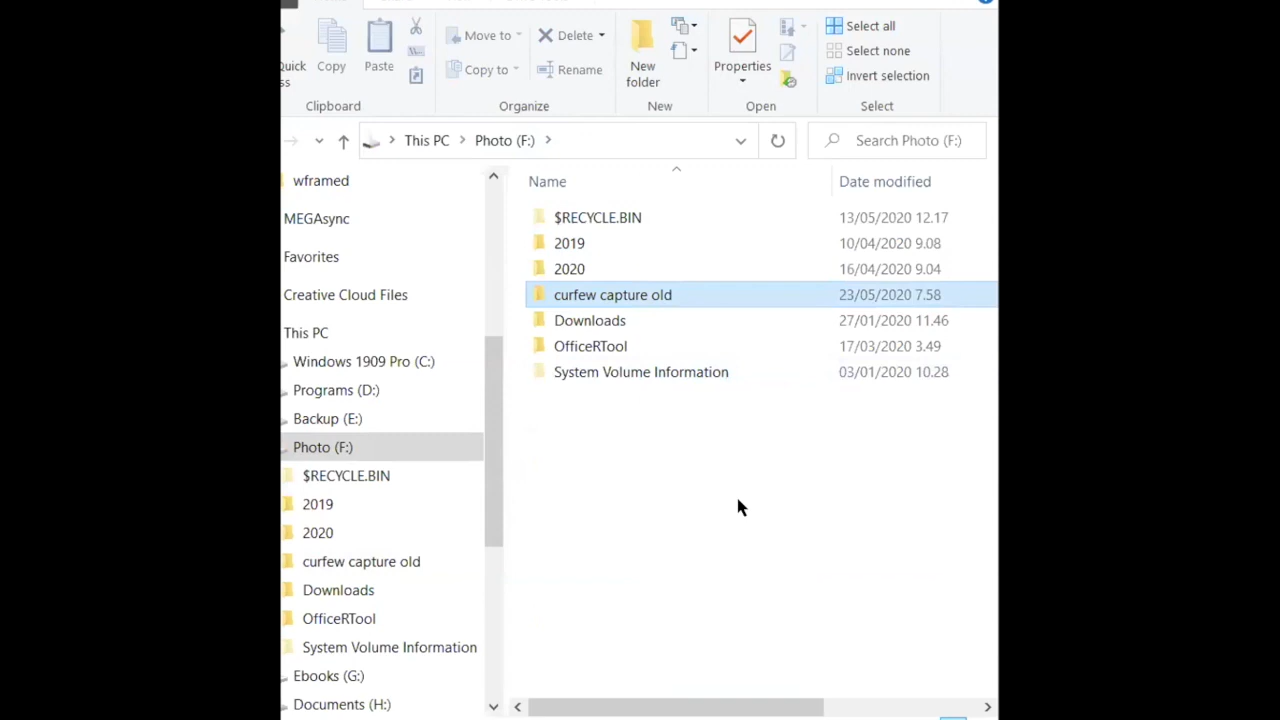 Move to
Delete
Select all
Select none
Quick
Copy
Paste
Copy to
Rename
New
folder
Properties
Invert selection
Clipboard
Organize
New
Open
Select
This PC
Photo (F:)
Search Photo (F:)
wframed
MEGAsync
Favorites
Creative Cloud Files
This PC
Windows 1909 Pro (C:)
Programs (D:)
Backup (E:)
Photo (F:)
$RECYCLE.BIN
2019
2020
curfew capture old
Downloads
OfficeRTool
System Volume Information
Ebooks (G:)
Documents (H:)
Name Date modified
$RECYCLE.BIN 13/05/2020 12.17
2019 10/04/2020 9.08
2020 16/04/2020 9.04
curfew capture old 23/05/2020 7.58
Downloads 27/01/2020 11.46
OfficeRTool 17/03/2020 3.49
System Volume Information 03/01/2020 10.28